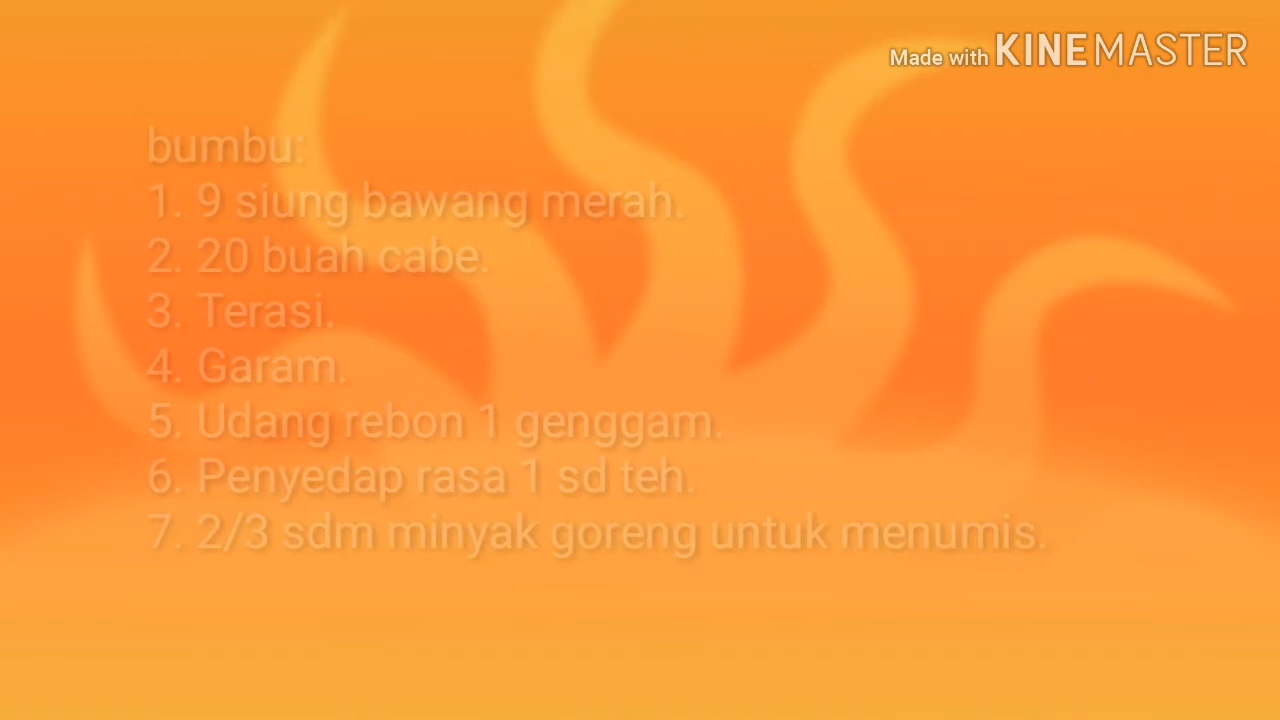 Made with KINEMASTER
bumbu:
1. 9 siung bawang merah.
2. 20 buah cabe.
3. Terasi.
4. Garam.
5. Udang rebon 1 genggam.
6. Penyedap rasa 1 sd teh.
7. 2/3 sdm minyak goreng untuk menumis.